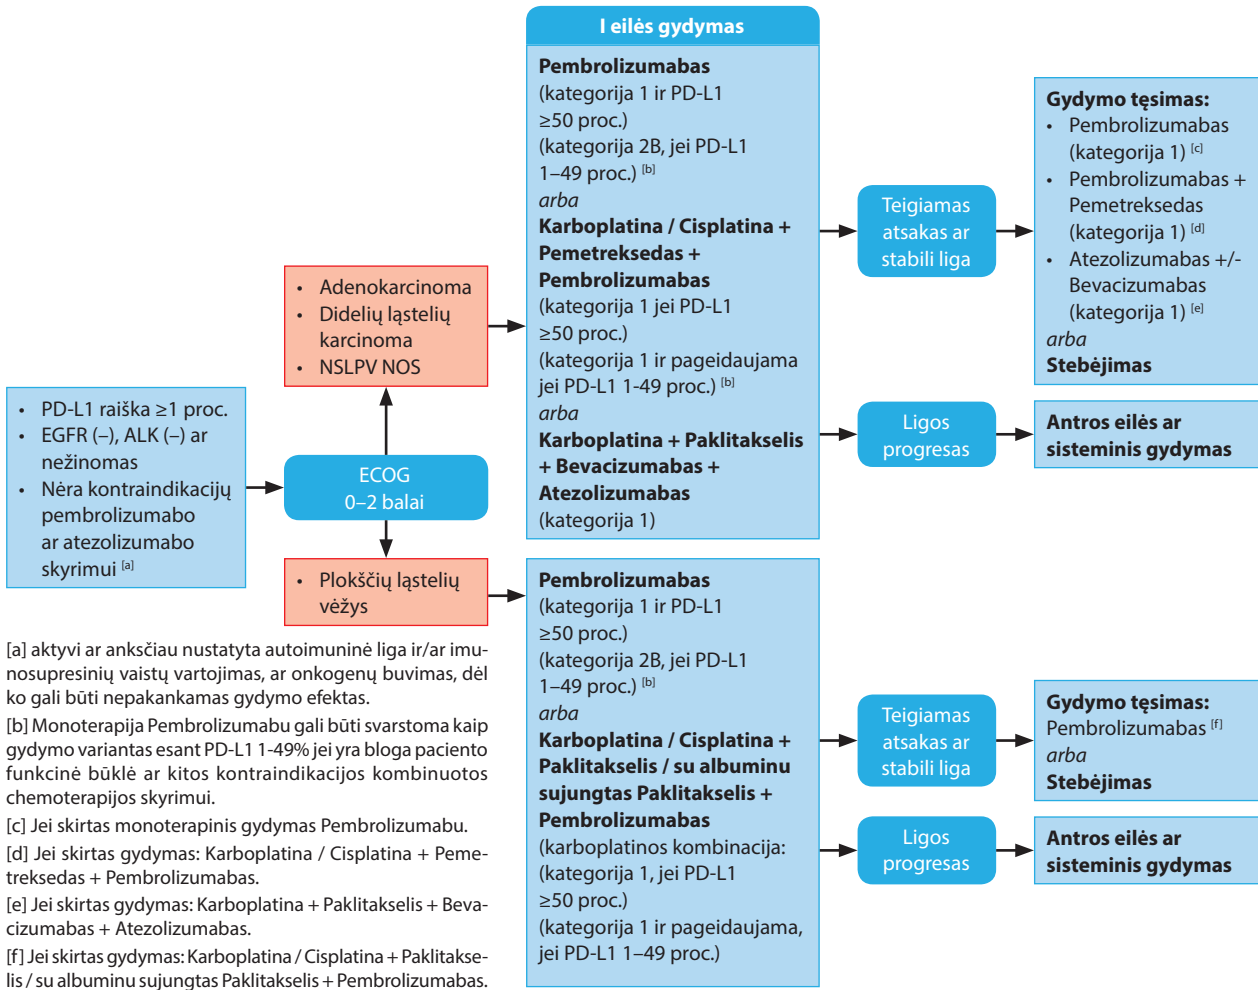 • PD-L1 raiška ≥1 proc.
• EGFR (–), ALK (–) ar
nežinomas
• Nėra kontraindikacijų
pembrolizumabo
ar atezolizumabo
skyrimui [a]
ECOG
0–2 balai
• Adenokarcinoma
• Didelių ląstelių
karcinoma
• NSLPV NOS
• Plokščių ląstelių
vėžys
I eilės gydymas
Pembrolizumabas
(kategorija 1 ir PD-L1
≥50 proc.)
(kategorija 2B, jei PD-L1
1–49 proc.) [b]
arba
Karboplatina / Cisplatina +
Pemetreksedas +
Pembrolizumabas
(kategorija 1 jei PD-L1
≥50 proc.)
(kategorija 1 ir pageidaujama
jei PD-L1 1-49 proc.) [b]
arba
Karboplatina + Paklitakselis
+ Bevacizumabas +
Atezolizumabas
(kategorija 1)
Teigiamas
atsakas ar
stabili liga
Gydymo tęsimas:
• Pembrolizumabas
(kategorija 1) [c]
• Pembrolizumabas +
Pemetreksedas
(kategorija 1) [d]
• Atezolizumabas +/-
Bevacizumabas
(kategorija 1) [e]
arba
Stebėjimas
Ligos
progresas
Antros eilės ar
sisteminis gydymas
Pembrolizumabas
(kategorija 1 ir PD-L1
≥50 proc.)
(kategorija 2B, jei PD-L1
1–49 proc.) [b]
arba
Karboplatina / Cisplatina +
Paklitakselis / su albuminu
sujungtas Paklitakselis +
Pembrolizumabas
(karboplatinos kombinacija:
(kategorija 1, jei PD-L1
≥50 proc.)
(kategorija 1 ir pageidaujama,
jei PD-L1 1–49 proc.)
Teigiamas
atsakas ar
stabili liga
Gydymo tęsimas:
Pembrolizumabas [f]
arba
Stebėjimas
Ligos
progresas
Antros eilės ar
sisteminis gydymas
[a] aktyvi ar anksčiau nustatyta autoimuninė liga ir/ar imu-
nosupresinių vaistų vartojimas, ar onkogenų buvimas, dėl
ko gali būti nepakankamas gydymo efektas.
[b] Monoterapija Pembrolizumabu gali būti svarstoma kaip
gydymo variantas esant PD-L1 1-49% jei yra bloga paciento
funkcinė būklė ar kitos kontraindikacijos kombinuotos
chemoterapijos skyrimui.
[c] Jei skirtas monoterapinis gydymas Pembrolizumabu.
[d] Jei skirtas gydymas: Karboplatina / Cisplatina + Peme-
treksedas + Pembrolizumabas.
[e] Jei skirtas gydymas: Karboplatina + Paklitakselis + Beva-
cizumabas + Atezolizumabas.
[f] Jei skirtas gydymas: Karboplatina / Cisplatina + Paklitakse-
lis / su albuminu sujungtas Paklitakselis + Pembrolizumabas.